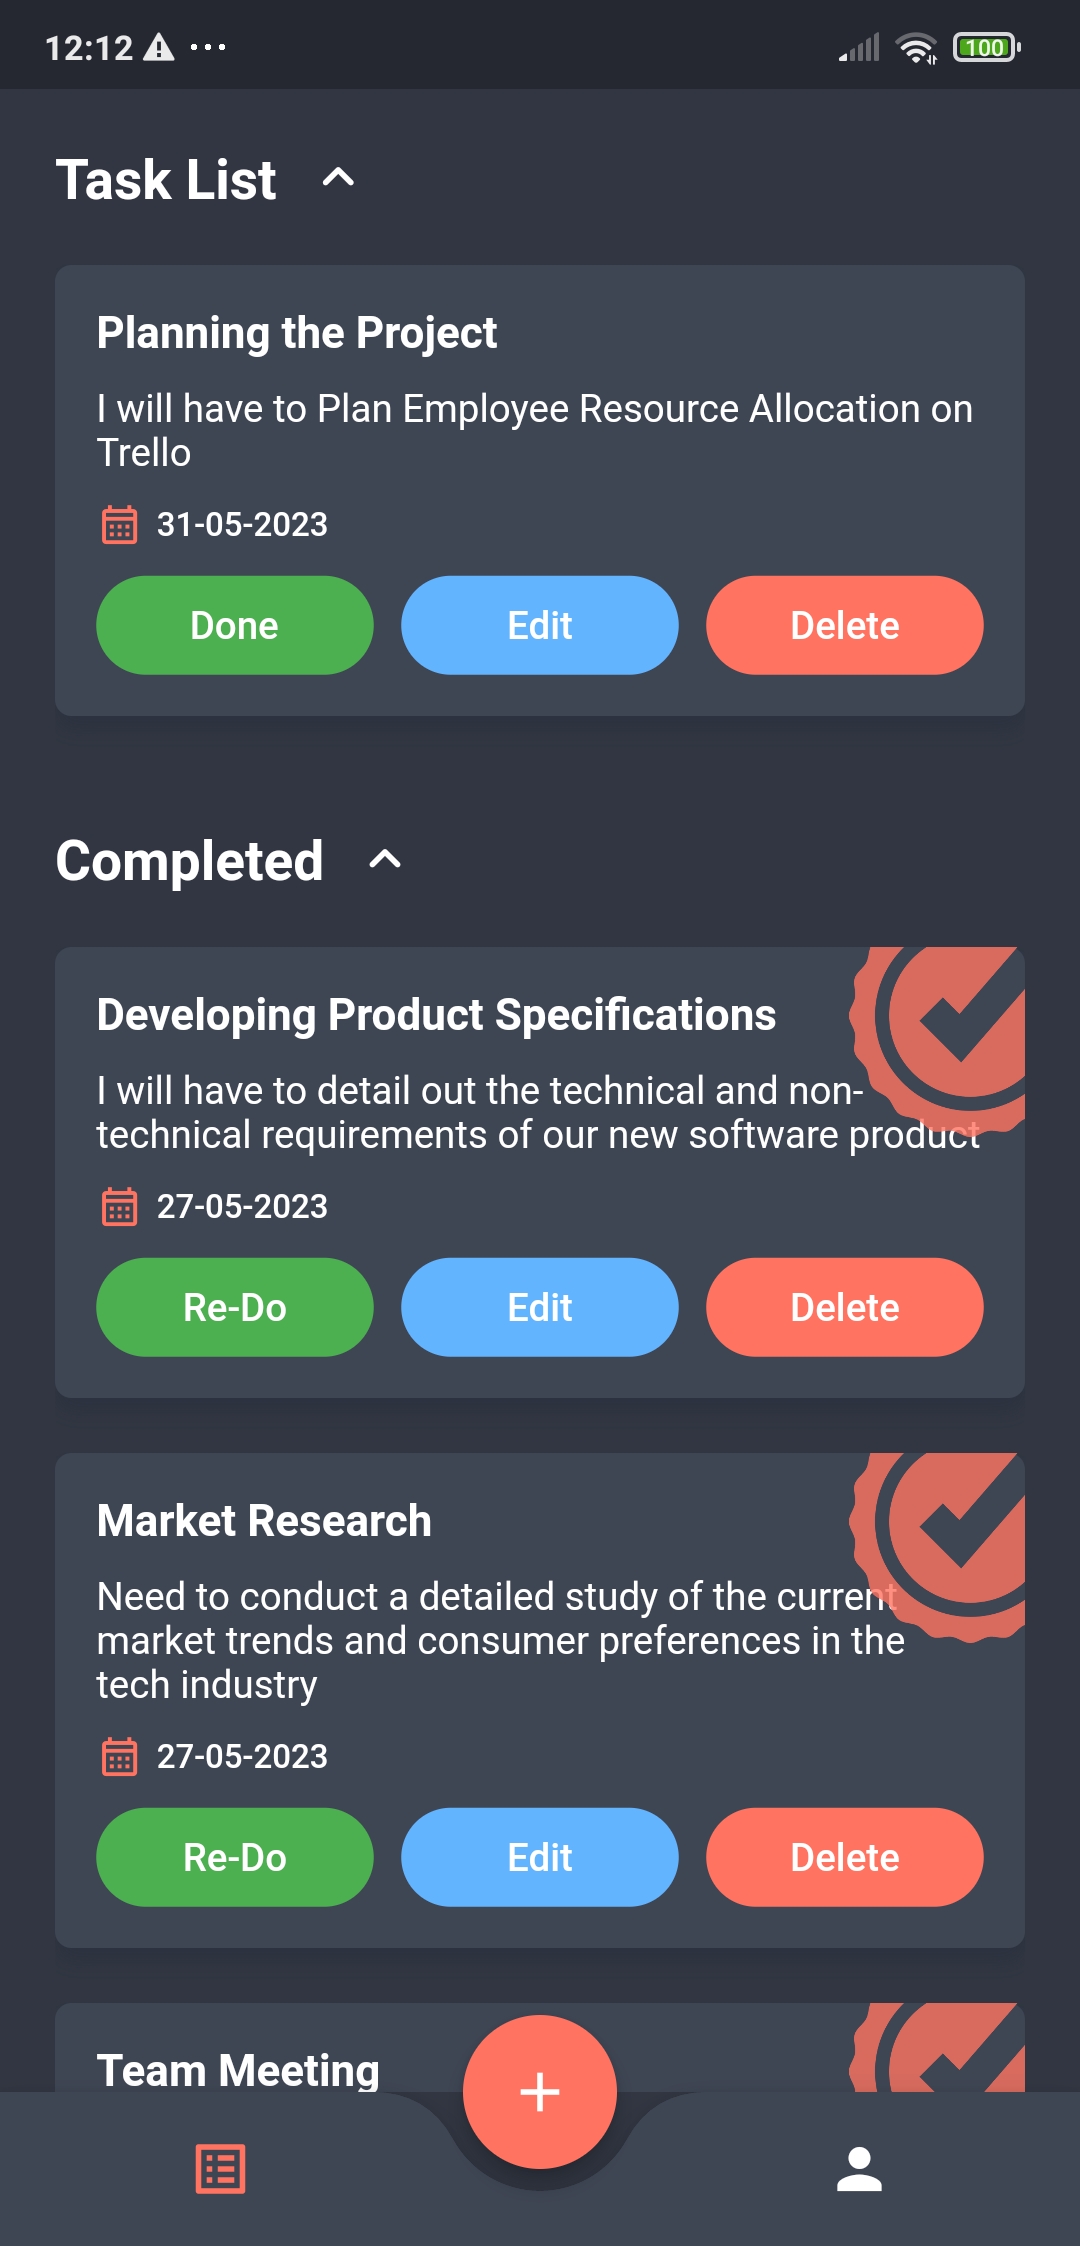 12:12
100
Task List
Planning the Project
I will have to Plan Employee Resource Allocation on
Trello
31-05-2023
Done Edit Delete
Completed
Developing Product Specifications
I will have to detail out the technical and non-
technical requirements of our new software product
27-05-2023
Re-Do Edit Delete
Market Research
Need to conduct a detailed study of the current
market trends and consumer preferences in the
tech industry
27-05-2023
Re-Do Edit Delete
Team Meeting